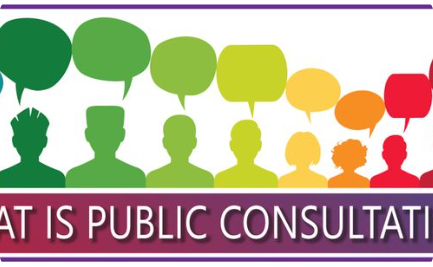 AT IS PUBLIC CONSULTATI